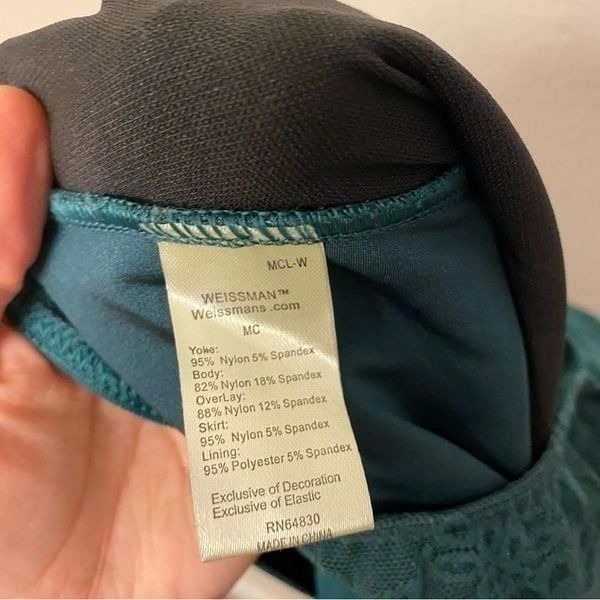 MCL-W
WEISSMAN™
Weissmans.com
MC
Yoke:
95% Nylon 5% Spandex
Body:
82% Nylon 18% Spandex
OverLay:
88% Nylon 12% Spandex
Skirt:
95% Nylon 5% Spandex
Lining:
95% Polyester 5% Spandex
Exclusive of Decoration
Exclusive of Elastic
RN64830
MADE IN CHINA